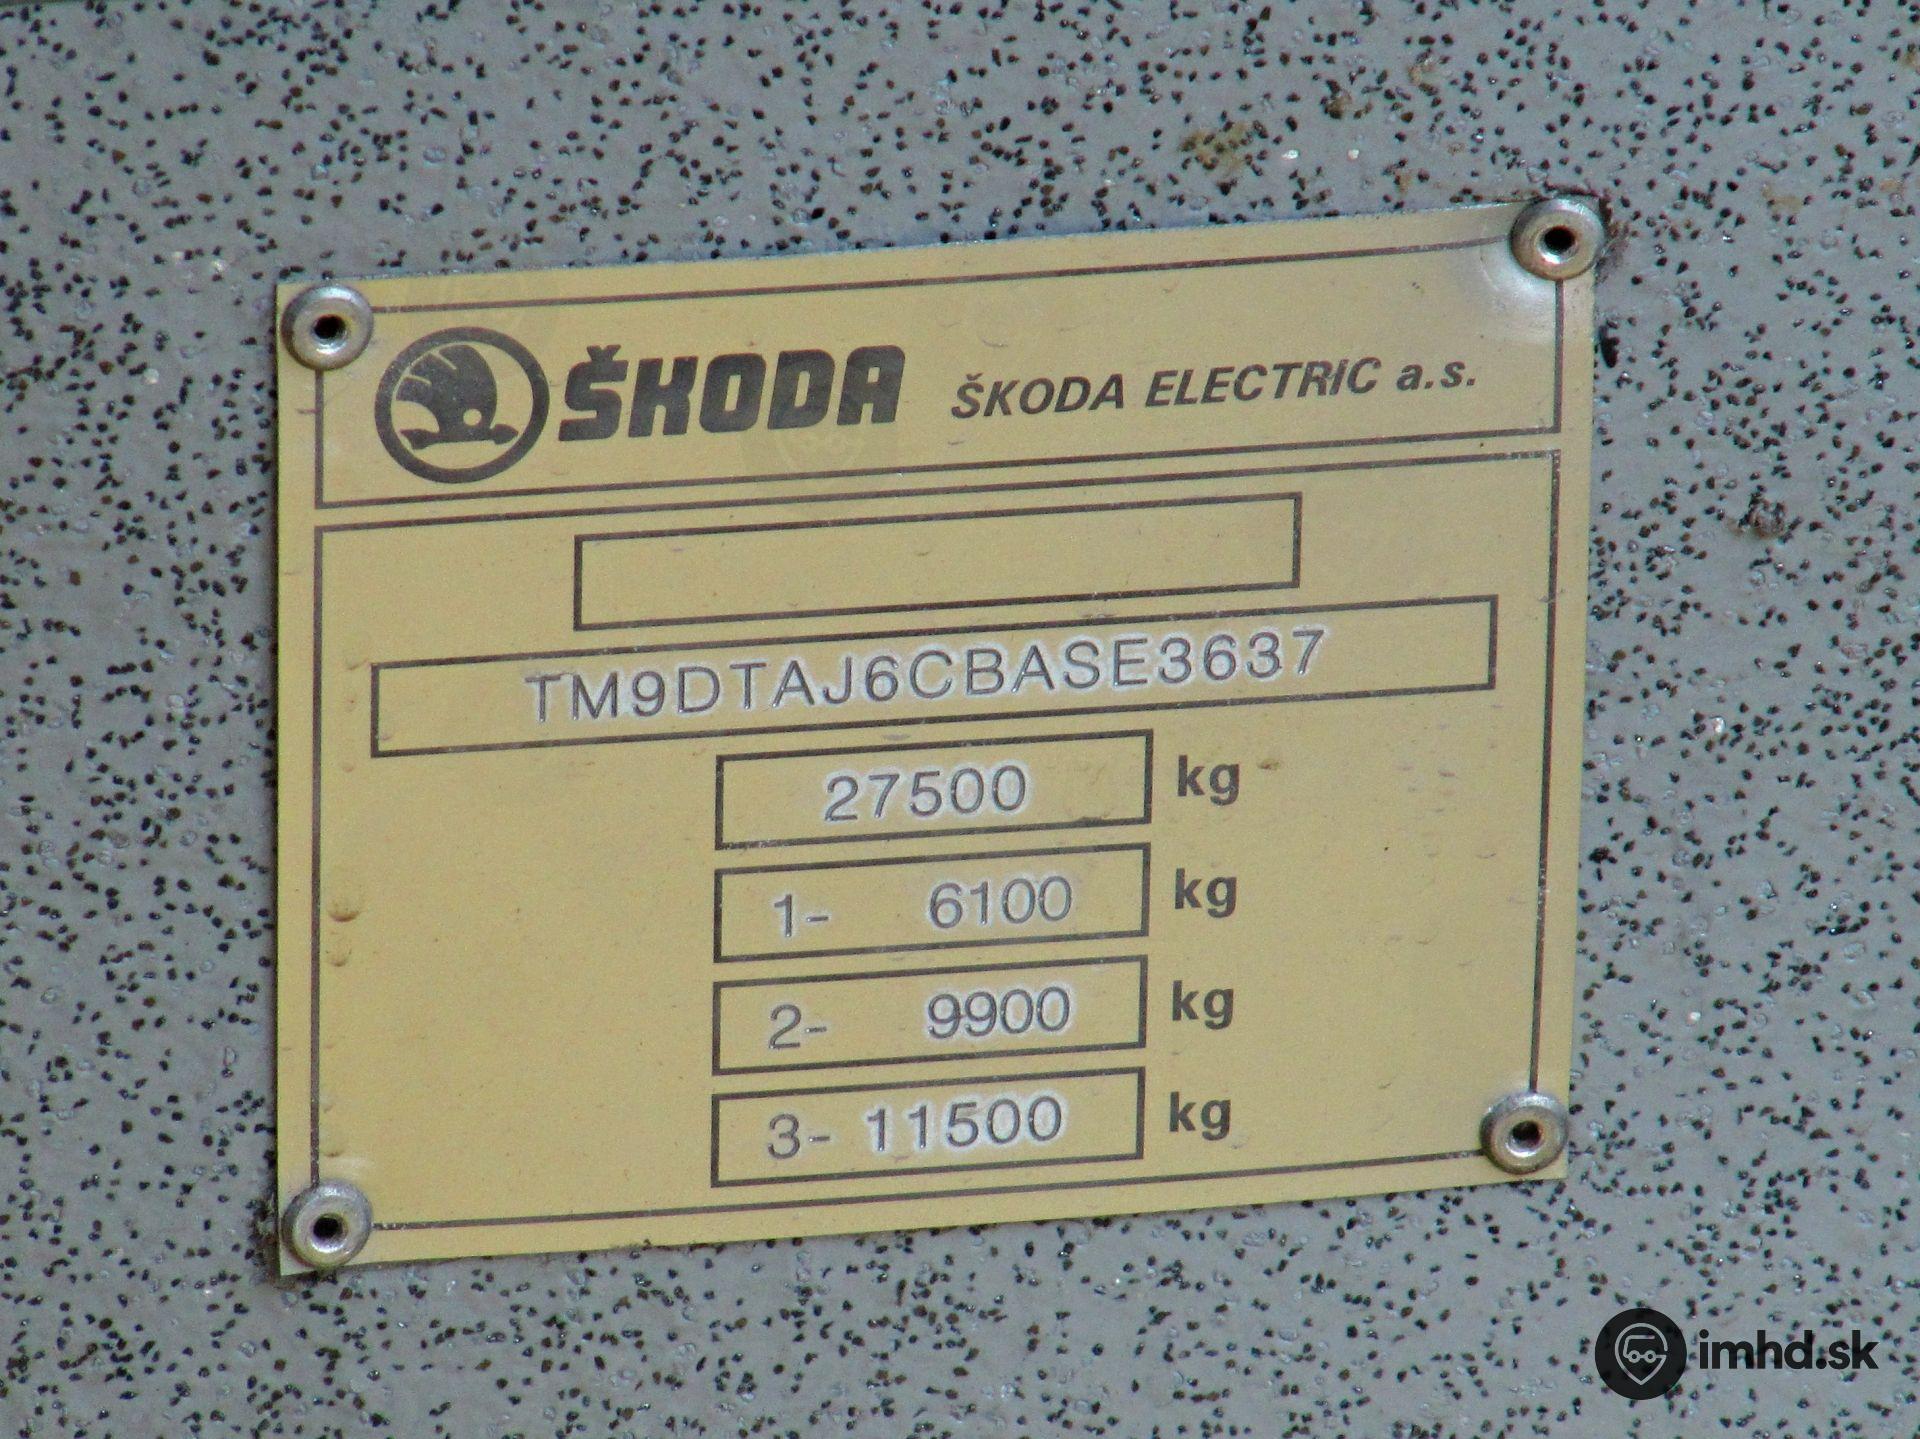 ŠKODA ŠKODA ELECTRIC a.s.
TM9DTAJ6CBASE3637
27500 kg
1- 6100 kg
2- 9900 kg
3- 11500 kg
imhd.sk